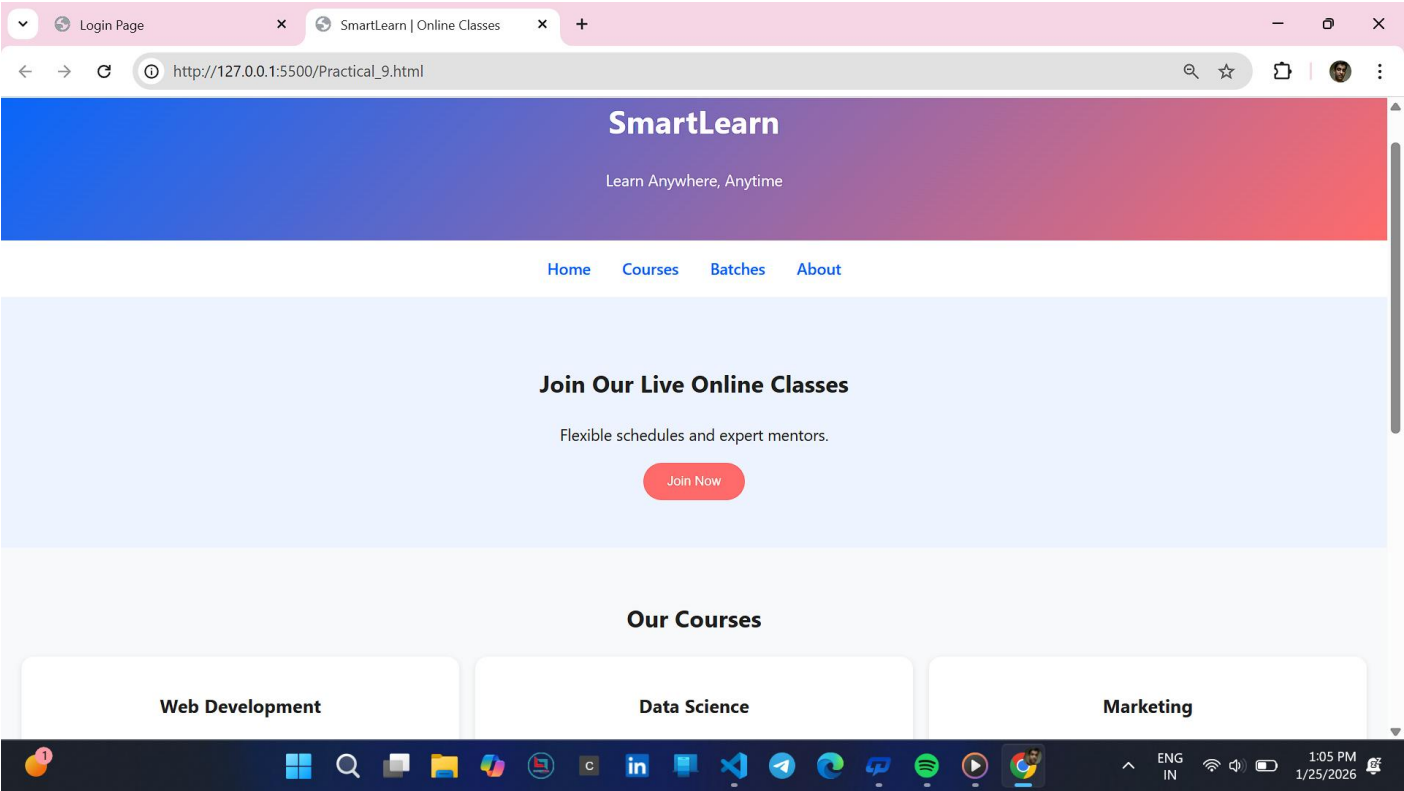 Login Page
SmartLearn | Online Classes
http://127.0.0.1:5500/Practical_9.html
SmartLearn
Learn Anywhere, Anytime
Home Courses Batches About
Join Our Live Online Classes
Flexible schedules and expert mentors.
Join Now
Our Courses
Web Development Data Science Marketing
1
C
in
ENG
IN
1:05 PM
1/25/2026